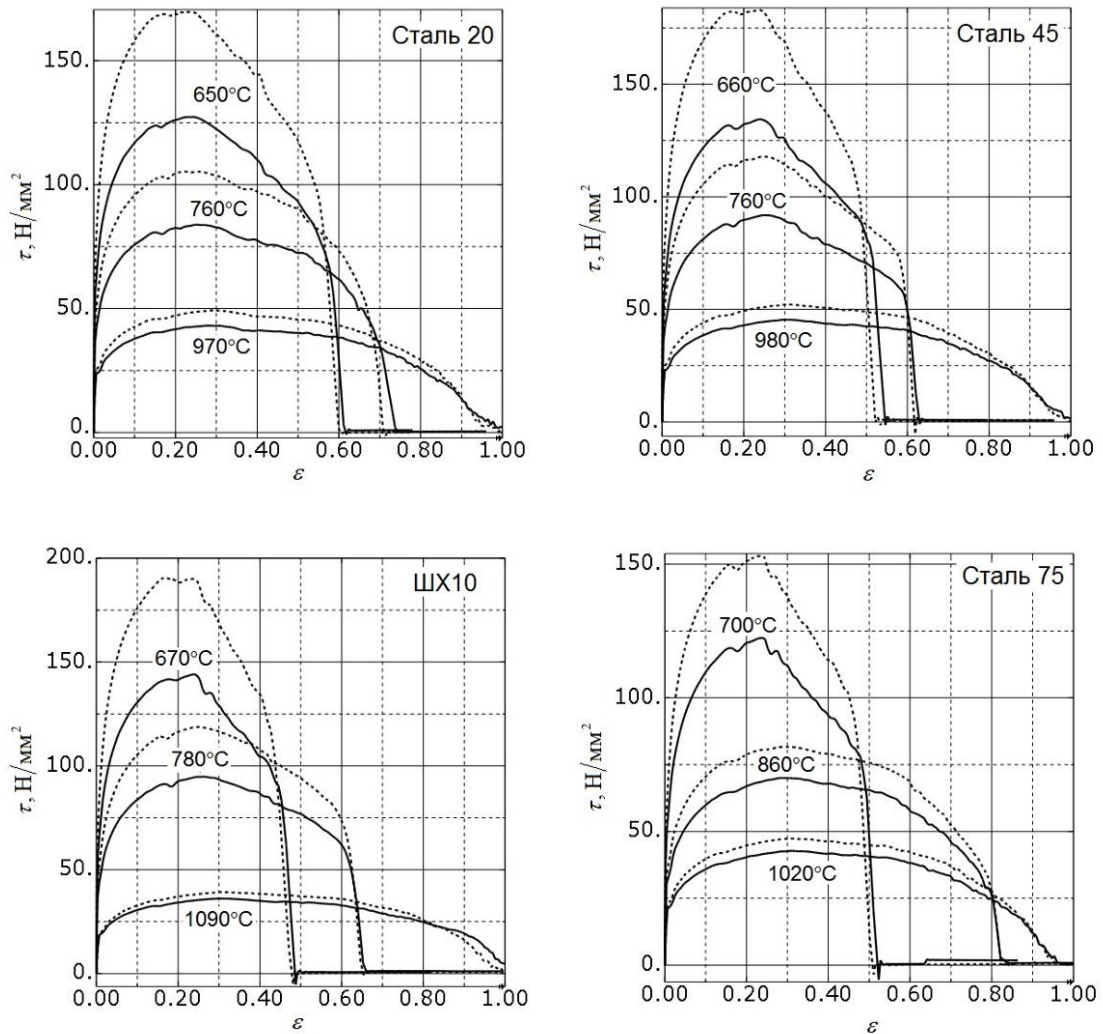 Сталь 20
150.
100.
50.
0.
τ, Н/мм²
650°C
760°C
970°C
0.00 0.20 0.40 0.60 0.80 1.00
ε
Сталь 45
150.
100.
50.
0.
τ, Н/мм²
660°C
760°C
980°C
0.00 0.20 0.40 0.60 0.80 1.00
ε
ШХ10
200.
150.
100.
50.
0.
τ, Н/мм²
670°C
780°C
1090°C
0.00 0.20 0.40 0.60 0.80 1.00
ε
Сталь 75
150.
100.
50.
0.
τ, Н/мм²
700°C
860°C
1020°C
0.00 0.20 0.40 0.60 0.80 1.00
ε